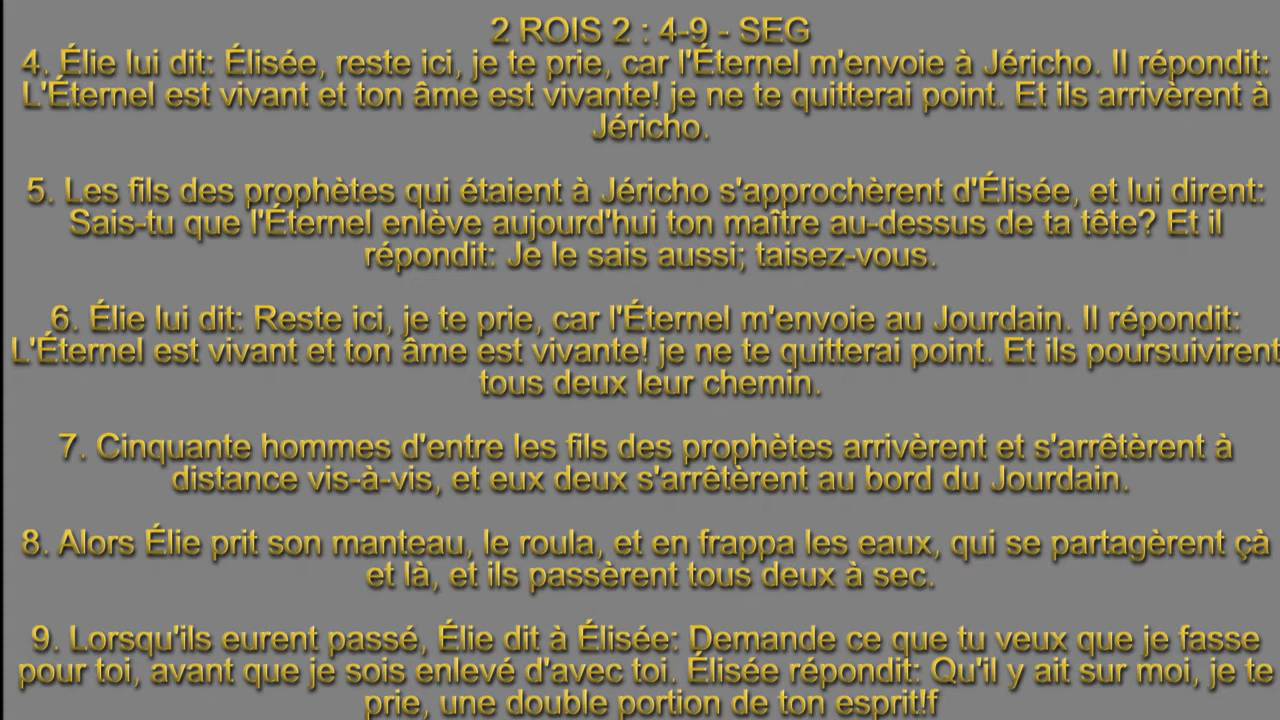 2 ROIS 2 : 4-9 - SEG
4. Élie lui dit: Élisée, reste ici, je te prie, car l'Éternel m'envoie à Jéricho. Il répondit:
L'Éternel est vivant et ton âme est vivante! je ne te quitterai point. Et ils arrivèrent à
Jéricho.
5. Les fils des prophètes qui étaient à Jéricho s'approchèrent d'Élisée, et lui dirent:
Sais-tu que l'Éternel enlève aujourd'hui ton maître au-dessus de ta tête? Et il
répondit: Je le sais aussi; taisez-vous.
6. Élie lui dit: Reste ici, je te prie, car l'Éternel m'envoie au Jourdain. Il répondit:
L'Éternel est vivant et ton âme est vivante! je ne te quitterai point. Et ils poursuivirent
tous deux leur chemin.
7. Cinquante hommes d'entre les fils des prophètes arrivèrent et s'arrêtèrent à
distance vis-à-vis, et eux deux s'arrêtèrent au bord du Jourdain.
8. Alors Élie prit son manteau, le roula, et en frappa les eaux, qui se partagèrent çà
et là, et ils passèrent tous deux à sec.
9. Lorsqu'ils eurent passé, Élie dit à Élisée: Demande ce que tu veux que je fasse
pour toi, avant que je sois enlevé d'avec toi. Élisée répondit: Qu'il y ait sur moi, je te
prie, une double portion de ton esprit!f